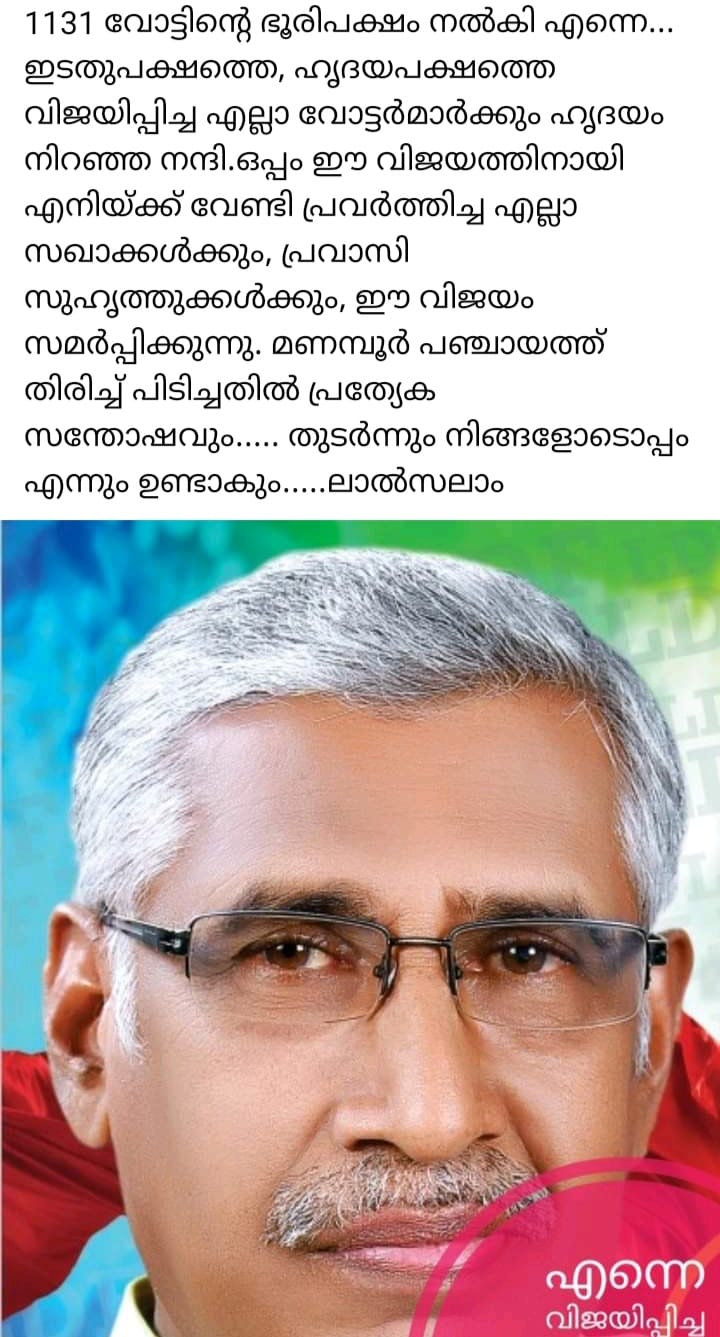 1131 വോട്ടിന്റെ ഭൂരിപക്ഷം നൽകി എന്നെ...
ഇടതുപക്ഷത്തെ, ഹൃദയപക്ഷത്തെ
വിജയിപ്പിച്ച എല്ലാ വോട്ടർമാർക്കും ഹൃദയം
നിറഞ്ഞ നന്ദി.ഒപ്പം ഈ വിജയത്തിനായി
എനിയ്ക്ക് വേണ്ടി പ്രവർത്തിച്ച എല്ലാ
സഖാക്കൾക്കും, പ്രവാസി
സുഹൃത്തുക്കൾക്കും, ഈ വിജയം
സമർപ്പിക്കുന്നു. മണമ്പൂർ പഞ്ചായത്ത്
തിരിച്ച് പിടിച്ചതിൽ പ്രത്യേക
സന്തോഷവും..... തുടർന്നും നിങ്ങളോടൊപ്പം
എന്നും ഉണ്ടാകും.....ലാൽസലാം
എന്നെ
വിജയിപ്പിച്ച